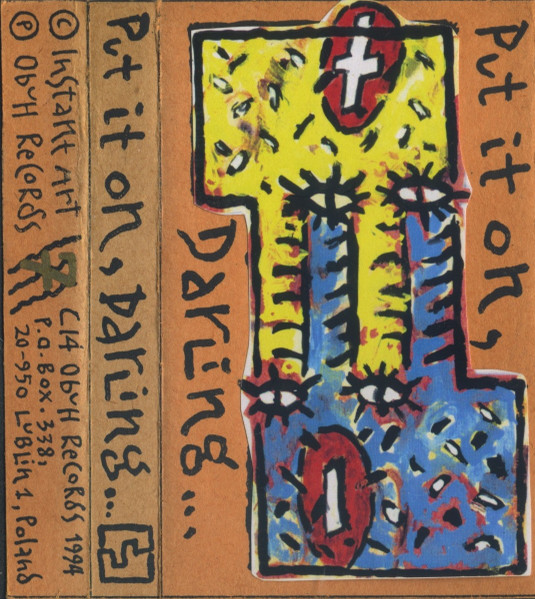 Put it on,
Darling...
Put it on, Darling...
© Instant Art
℗ ObuH Records
C14 ObuH Records 1994
P.O. Box. 338,
20-950 Lublin 1, Poland